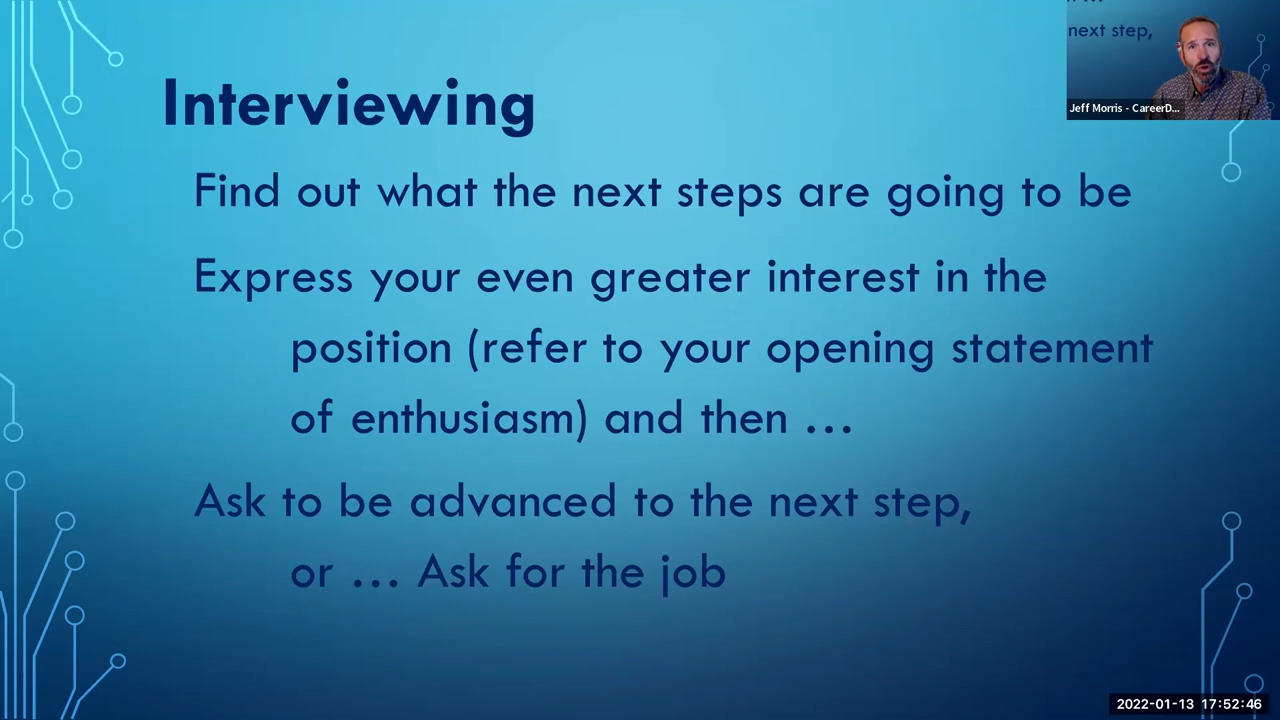 Interviewing
Find out what the next steps are going to be
Express your even greater interest in the
position (refer to your opening statement
of enthusiasm) and then …
Ask to be advanced to the next step,
or … Ask for the job
next step,
Jeff Morris - CareerD...
2022-01-13 17:52:46